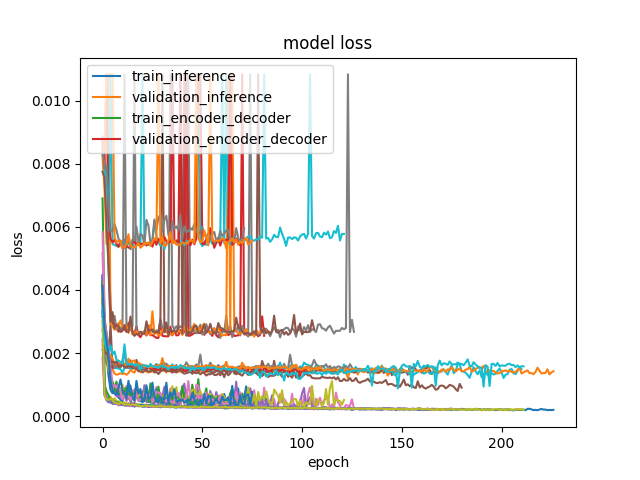 model loss
train_inference
validation_inference
train_encoder_decoder
validation_encoder_decoder
loss
0.010
0.008
0.006
0.004
0.002
0.000
0 50 100 150 200
epoch